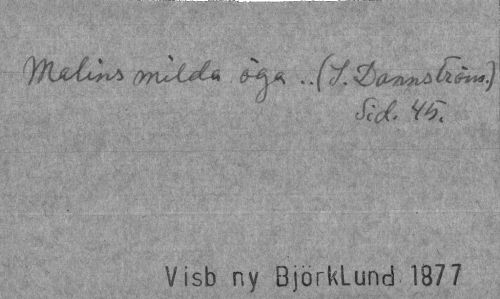 Malins milda öga .. (I. Dannström.)
Sid. 45.
Visb ny Björklund 1877